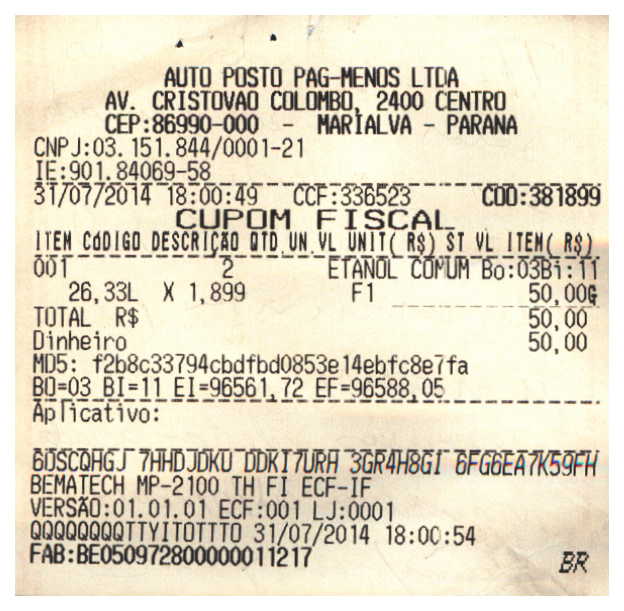 AUTO POSTO PAG-MENOS LTDA
AV. CRISTOVAO COLOMBO, 2400 CENTRO
CEP:86990-000 - MARIALVA - PARANA
CNPJ:03.151.844/0001-21
IE:901.84069-58
31/07/2014 18:00:49 CCF:336523 COO:381899
CUPOM FISCAL
ITEM CÓDIGO DESCRIÇÃO QTD.UN.VL UNIT( R$) ST VL ITEM( R$)
001 2 ETANOL COMUM Bo:03Bi:11
26,33L X 1,899 F1 50,00G
TOTAL R$ 50,00
Dinheiro 50,00
MD5: f2b8c33794cbdfbd0853e14ebfc8e7fa
BO=03 BI=11 EI=96561,72 EF=96588,05
Aplicativo:
6DSCQHGJ 7HHDJDKU DDKI7URH 3GR4H8GI 6FG6EA7K59FH
BEMATECH MP-2100 TH FI ECF-IF
VERSÃO:01.01.01 ECF:001 LJ:0001
QQQQQQQQTTYITOTTTO 31/07/2014 18:00:54
FAB:BE050972800000011217
BR